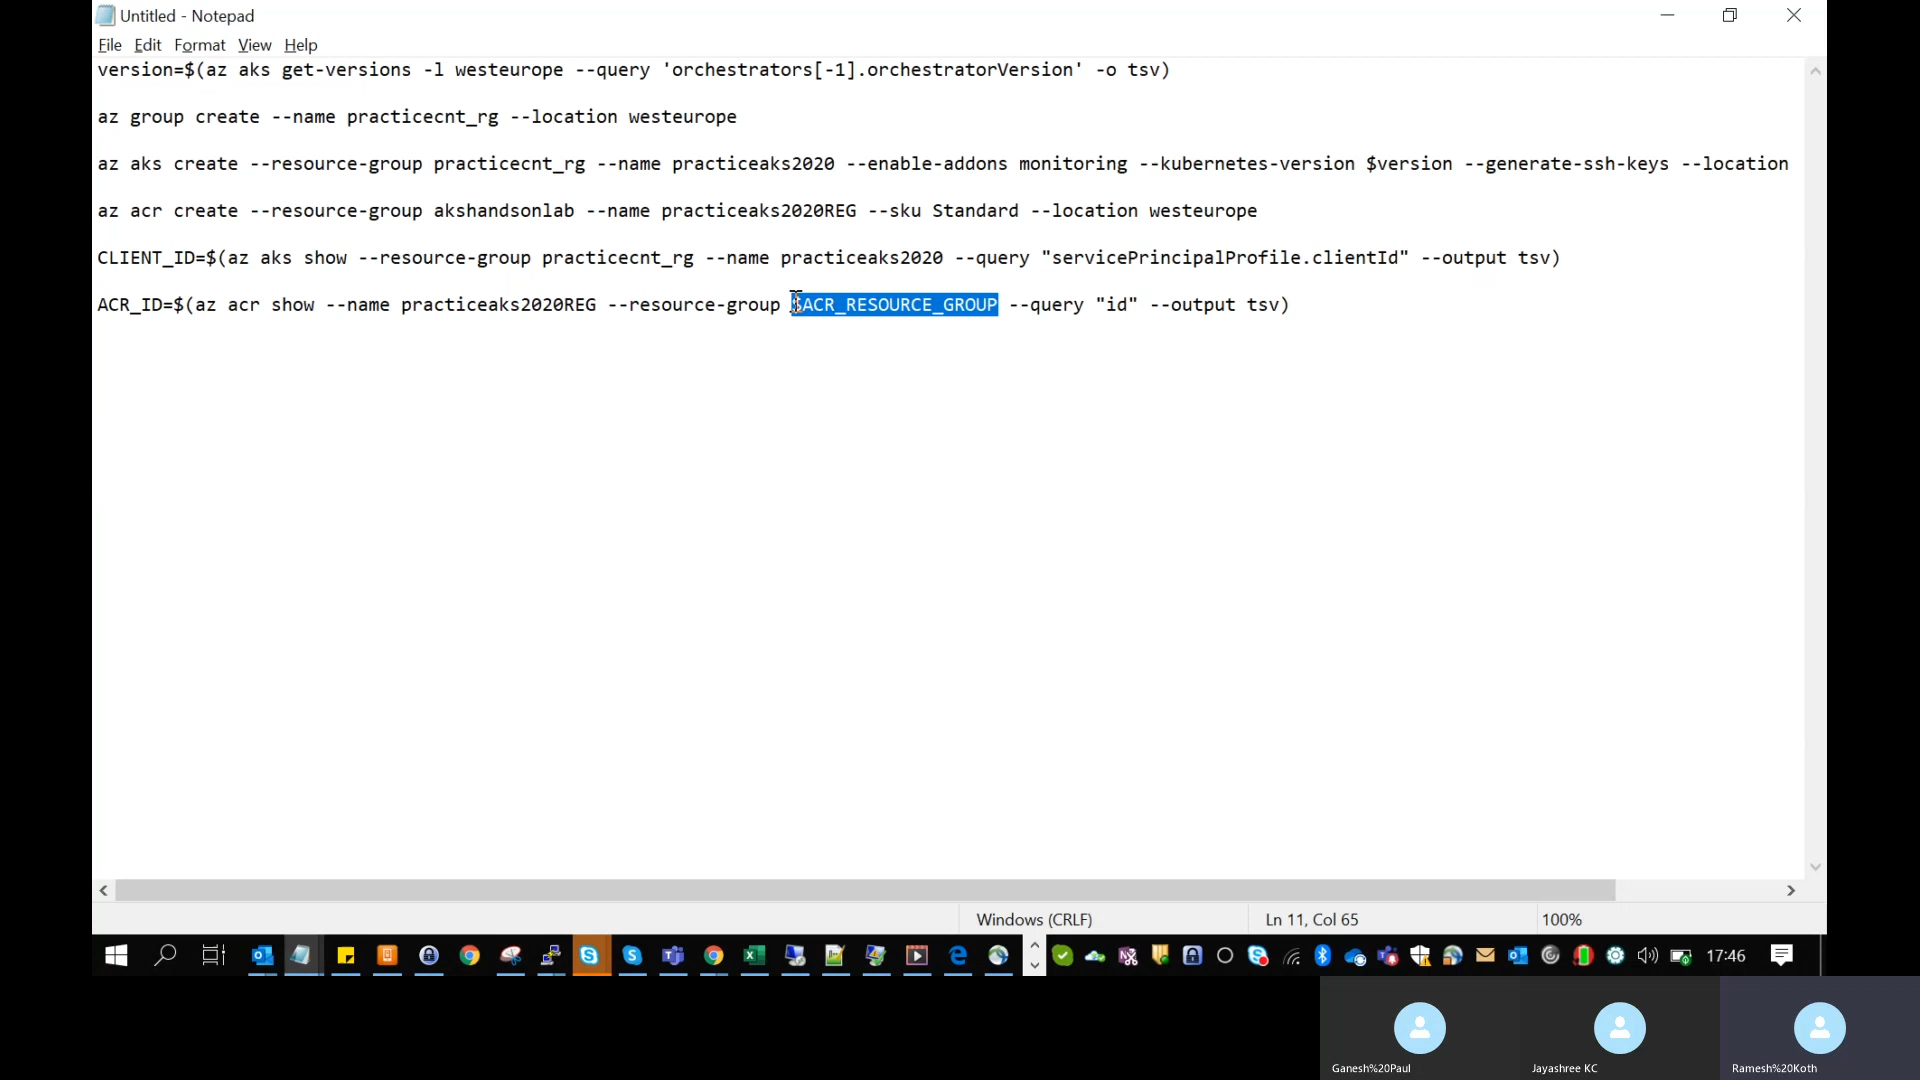 Untitled - Notepad
File Edit Format View Help
version=$(az aks get-versions -l westeurope --query 'orchestrators[-1].orchestratorVersion' -o tsv)
az group create --name practicecnt_rg --location westeurope
az aks create --resource-group practicecnt_rg --name practiceaks2020 --enable-addons monitoring --kubernetes-version $version --generate-ssh-keys --location
az acr create --resource-group akshandsonlab --name practiceaks2020REG --sku Standard --location westeurope
CLIENT_ID=$(az aks show --resource-group practicecnt_rg --name practiceaks2020 --query "servicePrincipalProfile.clientId" --output tsv)
ACR_ID=$(az acr show --name practiceaks2020REG --resource-group $ACR_RESOURCE_GROUP --query "id" --output tsv)
Windows (CRLF) Ln 11, Col 65 100%
17:46
Ganesh%20Paul Jayashree KC Ramesh%20Koth